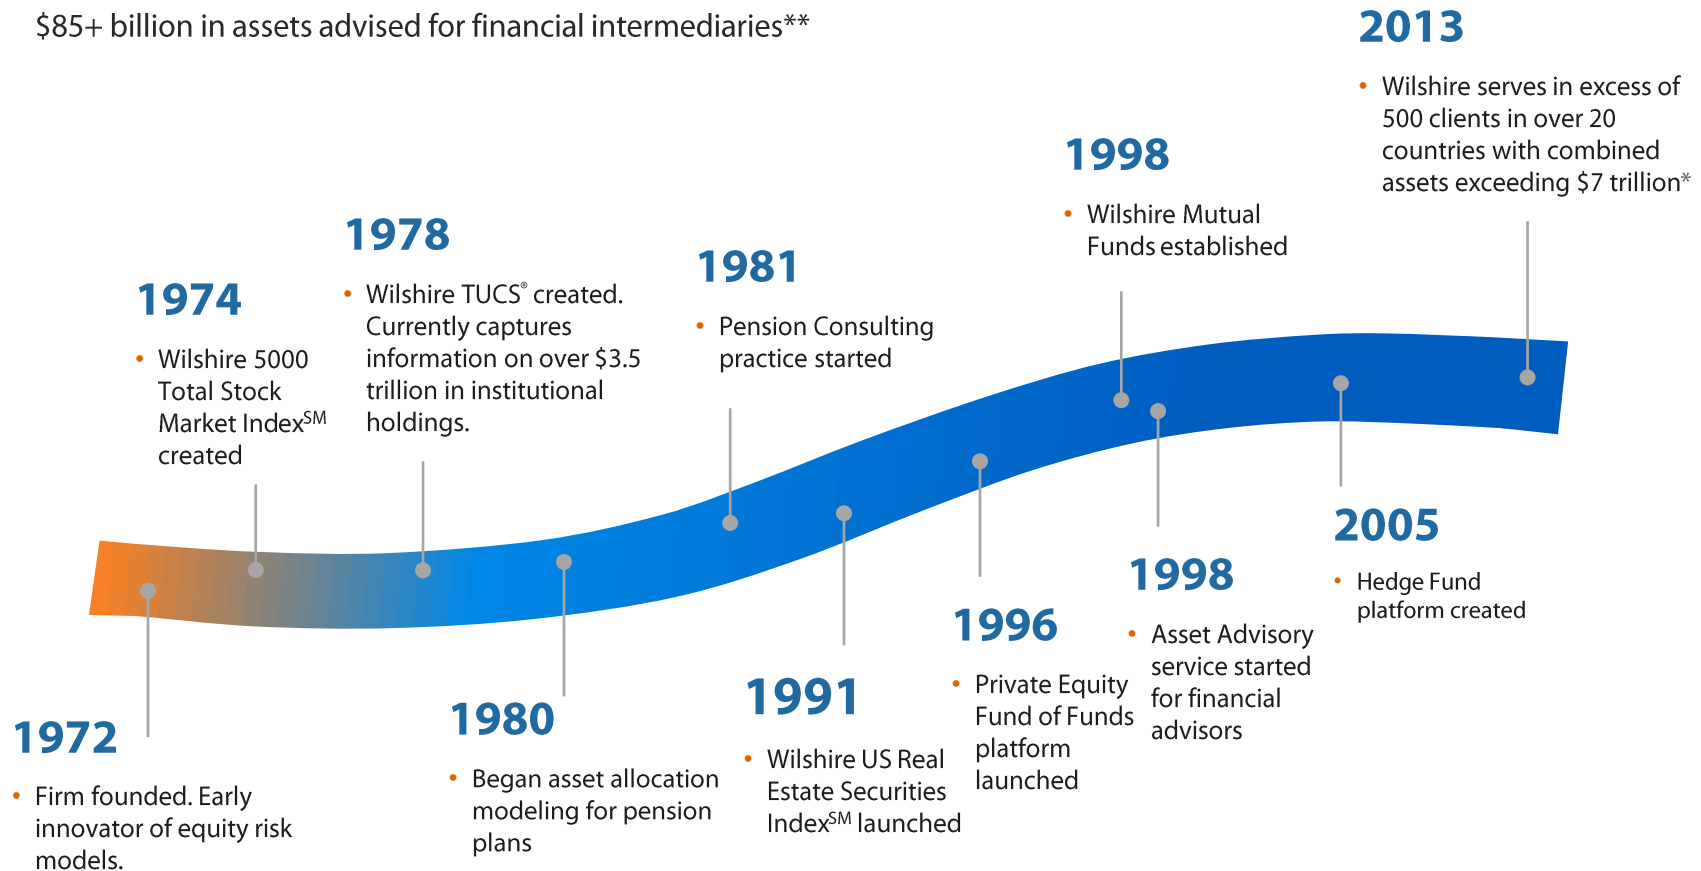 $85+ billion in assets advised for financial intermediaries**
1972
• Firm founded. Early
innovator of equity risk
models.
1974
• Wilshire 5000
Total Stock
Market Index℠
created
1978
• Wilshire TUCS® created.
Currently captures
information on over $3.5
trillion in institutional
holdings.
1980
• Began asset allocation
modeling for pension
plans
1981
• Pension Consulting
practice started
1991
• Wilshire US Real
Estate Securities
Index℠ launched
1996
• Private Equity
Fund of Funds
platform
launched
1998
• Wilshire Mutual
Funds established
1998
• Asset Advisory
service started
for financial
advisors
2005
• Hedge Fund
platform created
2013
• Wilshire serves in excess of
500 clients in over 20
countries with combined
assets exceeding $7 trillion*